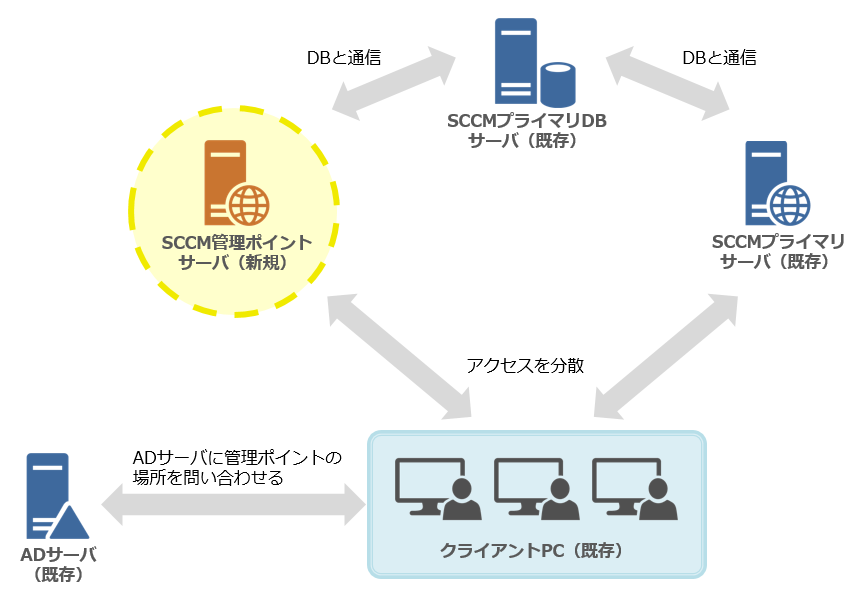 DBと通信
DBと通信
SCCMプライマリDB
サーバ（既存）
SCCM管理ポイント
サーバ（新規）
SCCMプライマリ
サーバ（既存）
アクセスを分散
ADサーバに管理ポイントの
場所を問い合わせる
クライアントPC（既存）
ADサーバ
（既存）